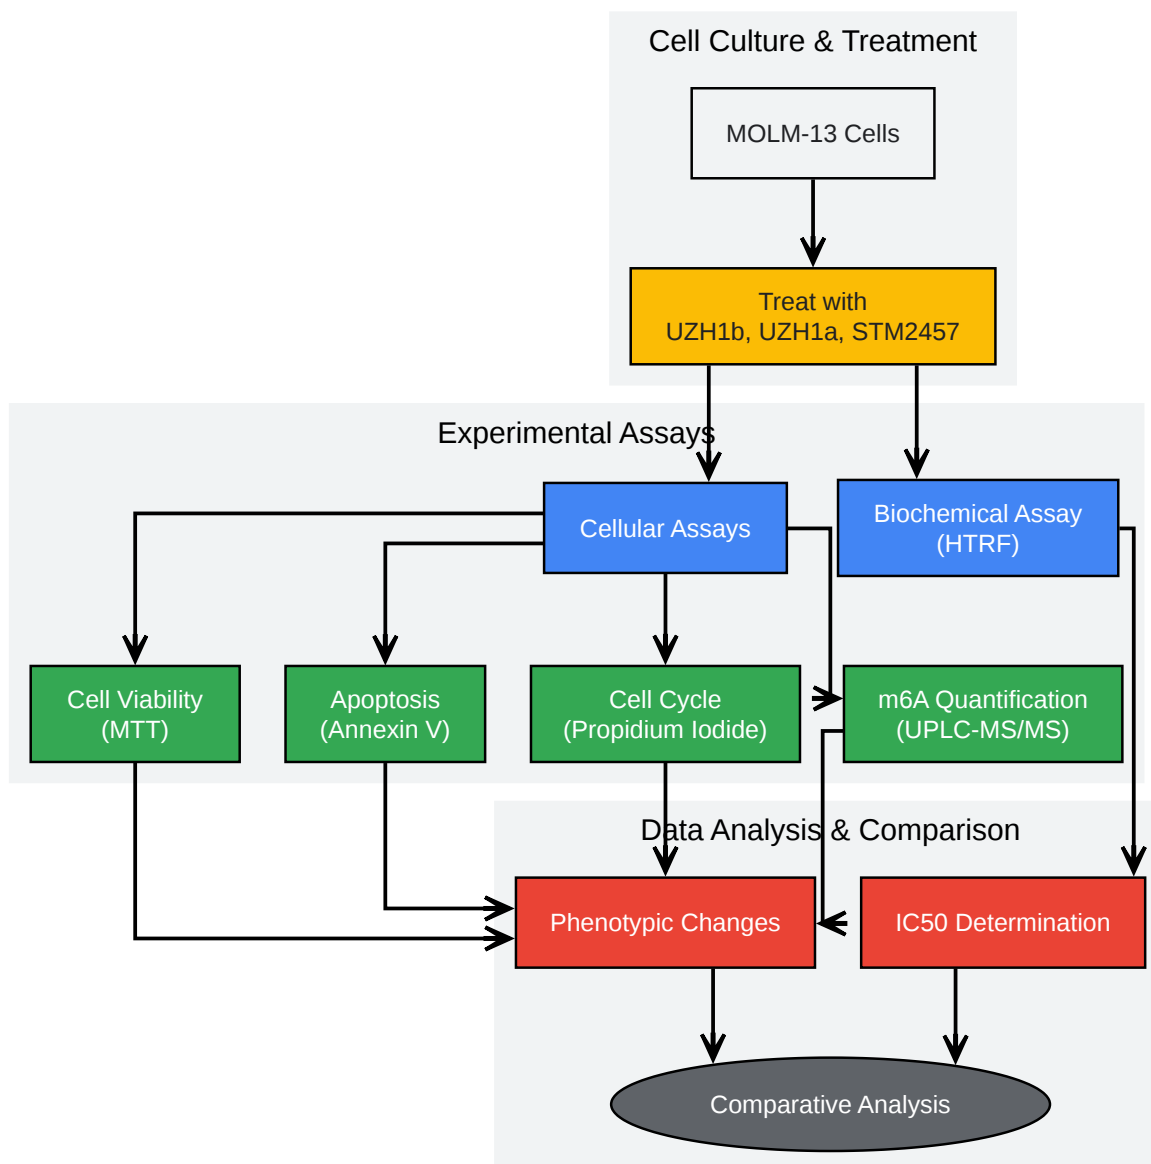 Cell Culture & Treatment
MOLM-13 Cells
Treat with
UZH1b, UZH1a, STM2457
Experimental Assays
Cellular Assays
Biochemical Assay
(HTRF)
Cell Viability
(MTT)
Apoptosis
(Annexin V)
Cell Cycle
(Propidium Iodide)
m6A Quantification
(UPLC-MS/MS)
Data Analysis & Comparison
Phenotypic Changes
IC50 Determination
Comparative Analysis